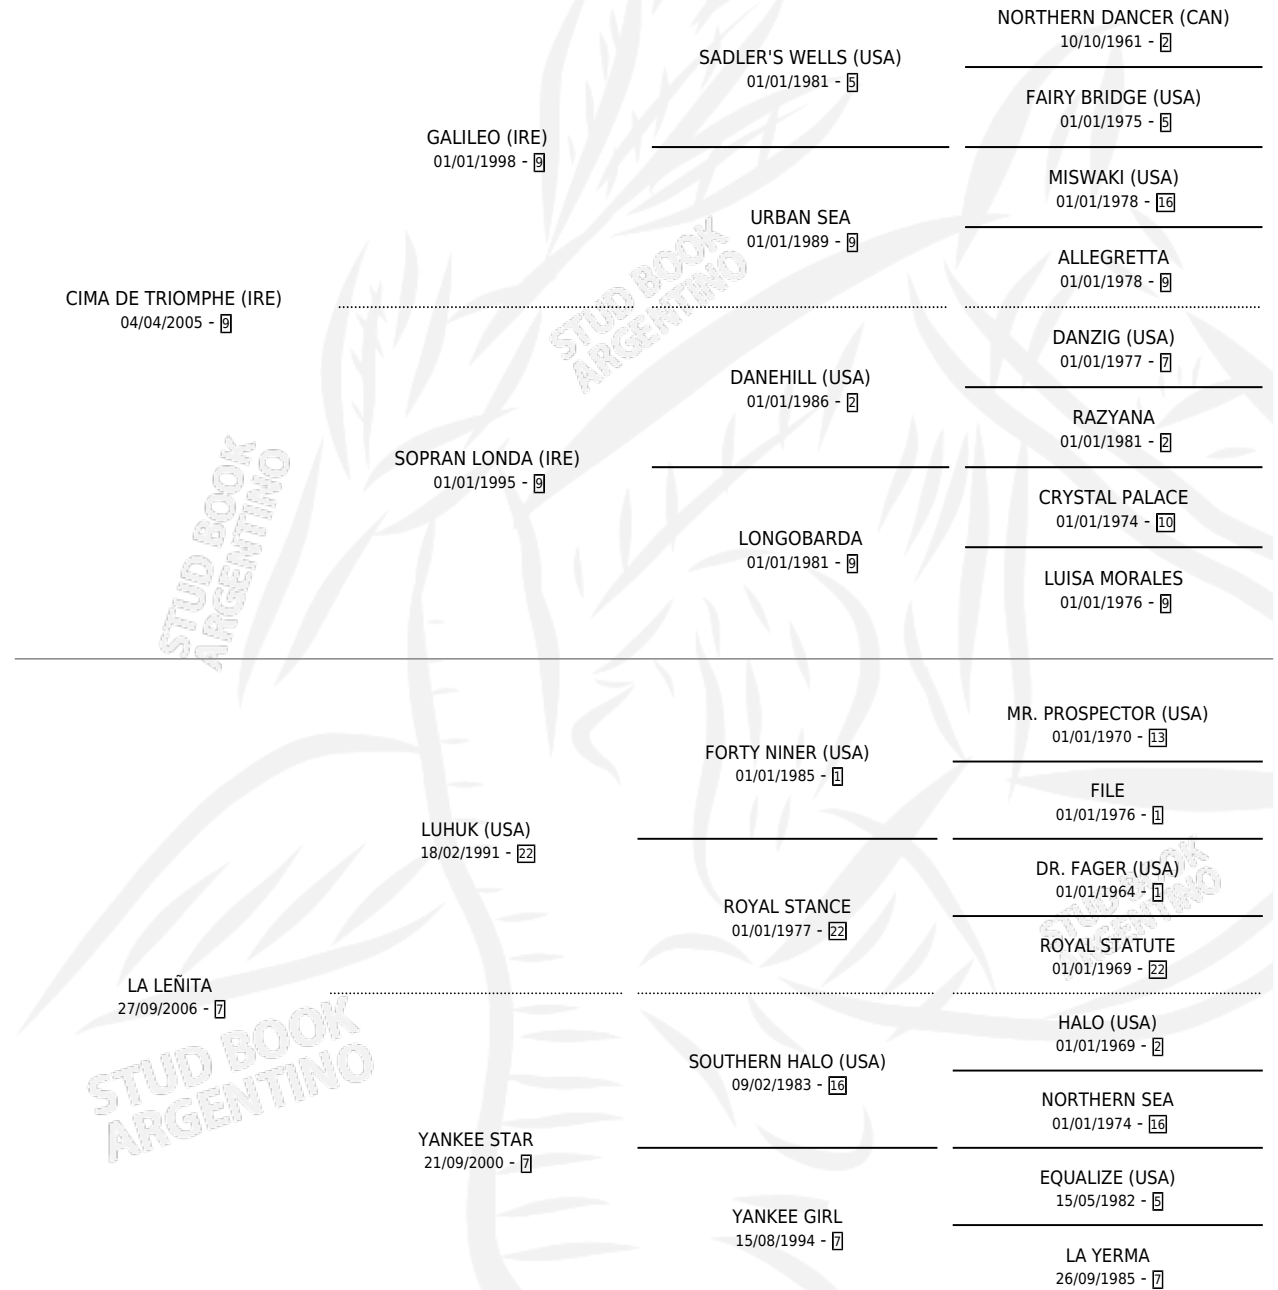 NORTHERN DANCER (CAN)
10/10/1961 - 2
SADLER'S WELLS (USA)
01/01/1981 - 5
FAIRY BRIDGE (USA)
01/01/1975 - 5
GALILEO (IRE)
01/01/1998 - 9
MISWAKI (USA)
01/01/1978 - 16
URBAN SEA
01/01/1989 - 9
ALLEGRETTA
01/01/1978 - 9
CIMA DE TRIOMPHE (IRE)
04/04/2005 - 9
DANZIG (USA)
01/01/1977 - 7
DANEHILL (USA)
01/01/1986 - 2
RAZYANA
01/01/1981 - 2
SOPRAN LONDA (IRE)
01/01/1995 - 9
CRYSTAL PALACE
01/01/1974 - 10
LONGOBARDA
01/01/1981 - 9
LUISA MORALES
01/01/1976 - 9
MR. PROSPECTOR (USA)
01/01/1970 - 13
FORTY NINER (USA)
01/01/1985 - 1
FILE
01/01/1976 - 1
LUHUK (USA)
18/02/1991 - 22
DR. FAGER (USA)
01/01/1964 - 1
ROYAL STANCE
01/01/1977 - 22
ROYAL STATUTE
01/01/1969 - 22
LA LEÑITA
27/09/2006 - 7
HALO (USA)
01/01/1969 - 2
SOUTHERN HALO (USA)
09/02/1983 - 16
NORTHERN SEA
01/01/1974 - 16
YANKEE STAR
21/09/2000 - 7
EQUALIZE (USA)
15/05/1982 - 5
YANKEE GIRL
15/08/1994 - 7
LA YERMA
26/09/1985 - 7
STUD BOOK
ARGENTINO
STUD BOOK
ARGENTINO
STUD BOOK
ARGENTINO
STUD BOOK
ARGENTINO